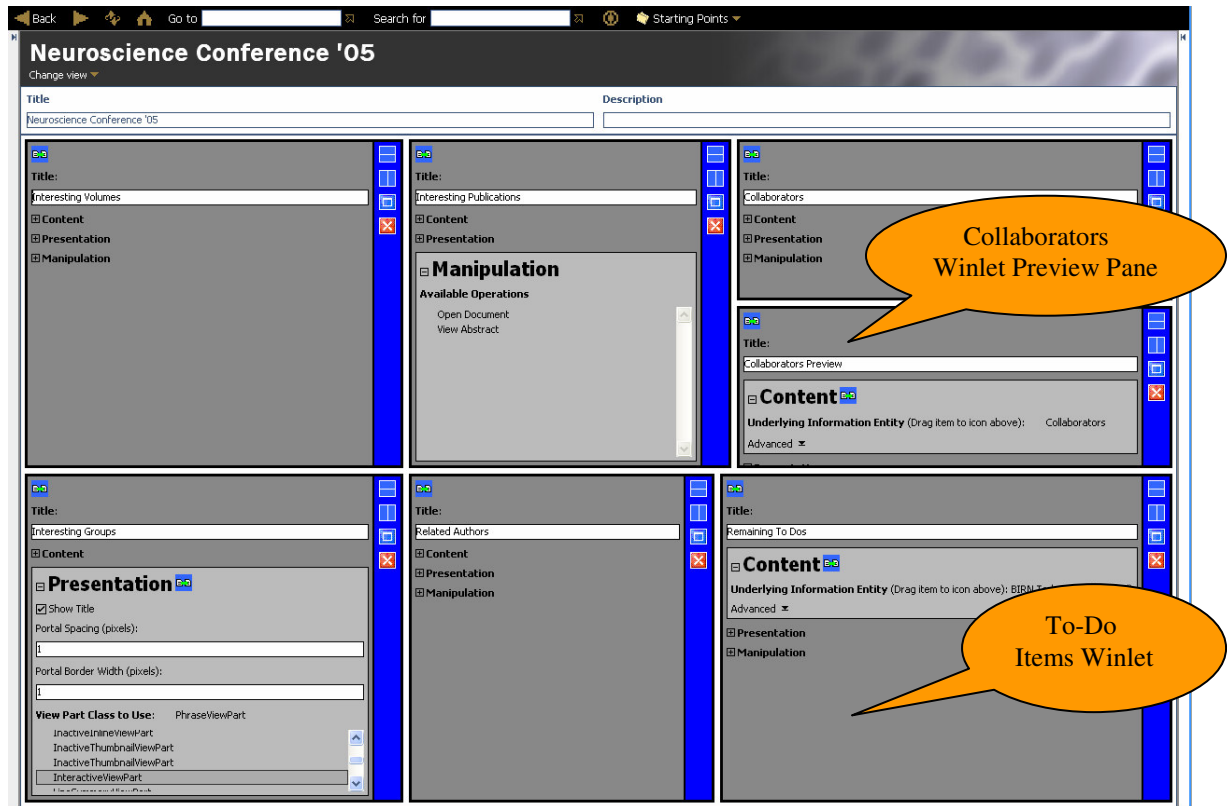 Back Go to Search for Starting Points
Neuroscience Conference '05
Change view
Title Description
Neuroscience Conference '05
Title:
Interesting Volumes
Content
Presentation
Manipulation
Title:
Interesting Publications
Content
Presentation
Manipulation
Available Operations
Open Document
View Abstract
Title:
Collaborators
Content
Presentation
Manipulation
Collaborators
Winlet Preview Pane
Title:
Collaborators Preview
Content
Underlying Information Entity (Drag item to icon above): Collaborators
Advanced
Title:
Interesting Groups
Content
Presentation
Show Title
Portal Spacing (pixels):
1
Portal Border Width (pixels):
1
View Part Class to Use: PhraseViewPart
InactiveInlineViewPart
InactiveThumbnailViewPart
InactiveThumbnailViewPart
InteractiveViewPart
Title:
Related Authors
Content
Presentation
Manipulation
Title:
Remaining To Dos
Content
Underlying Information Entity (Drag item to icon above): BIRN
Advanced
Presentation
Manipulation
To-Do
Items Winlet